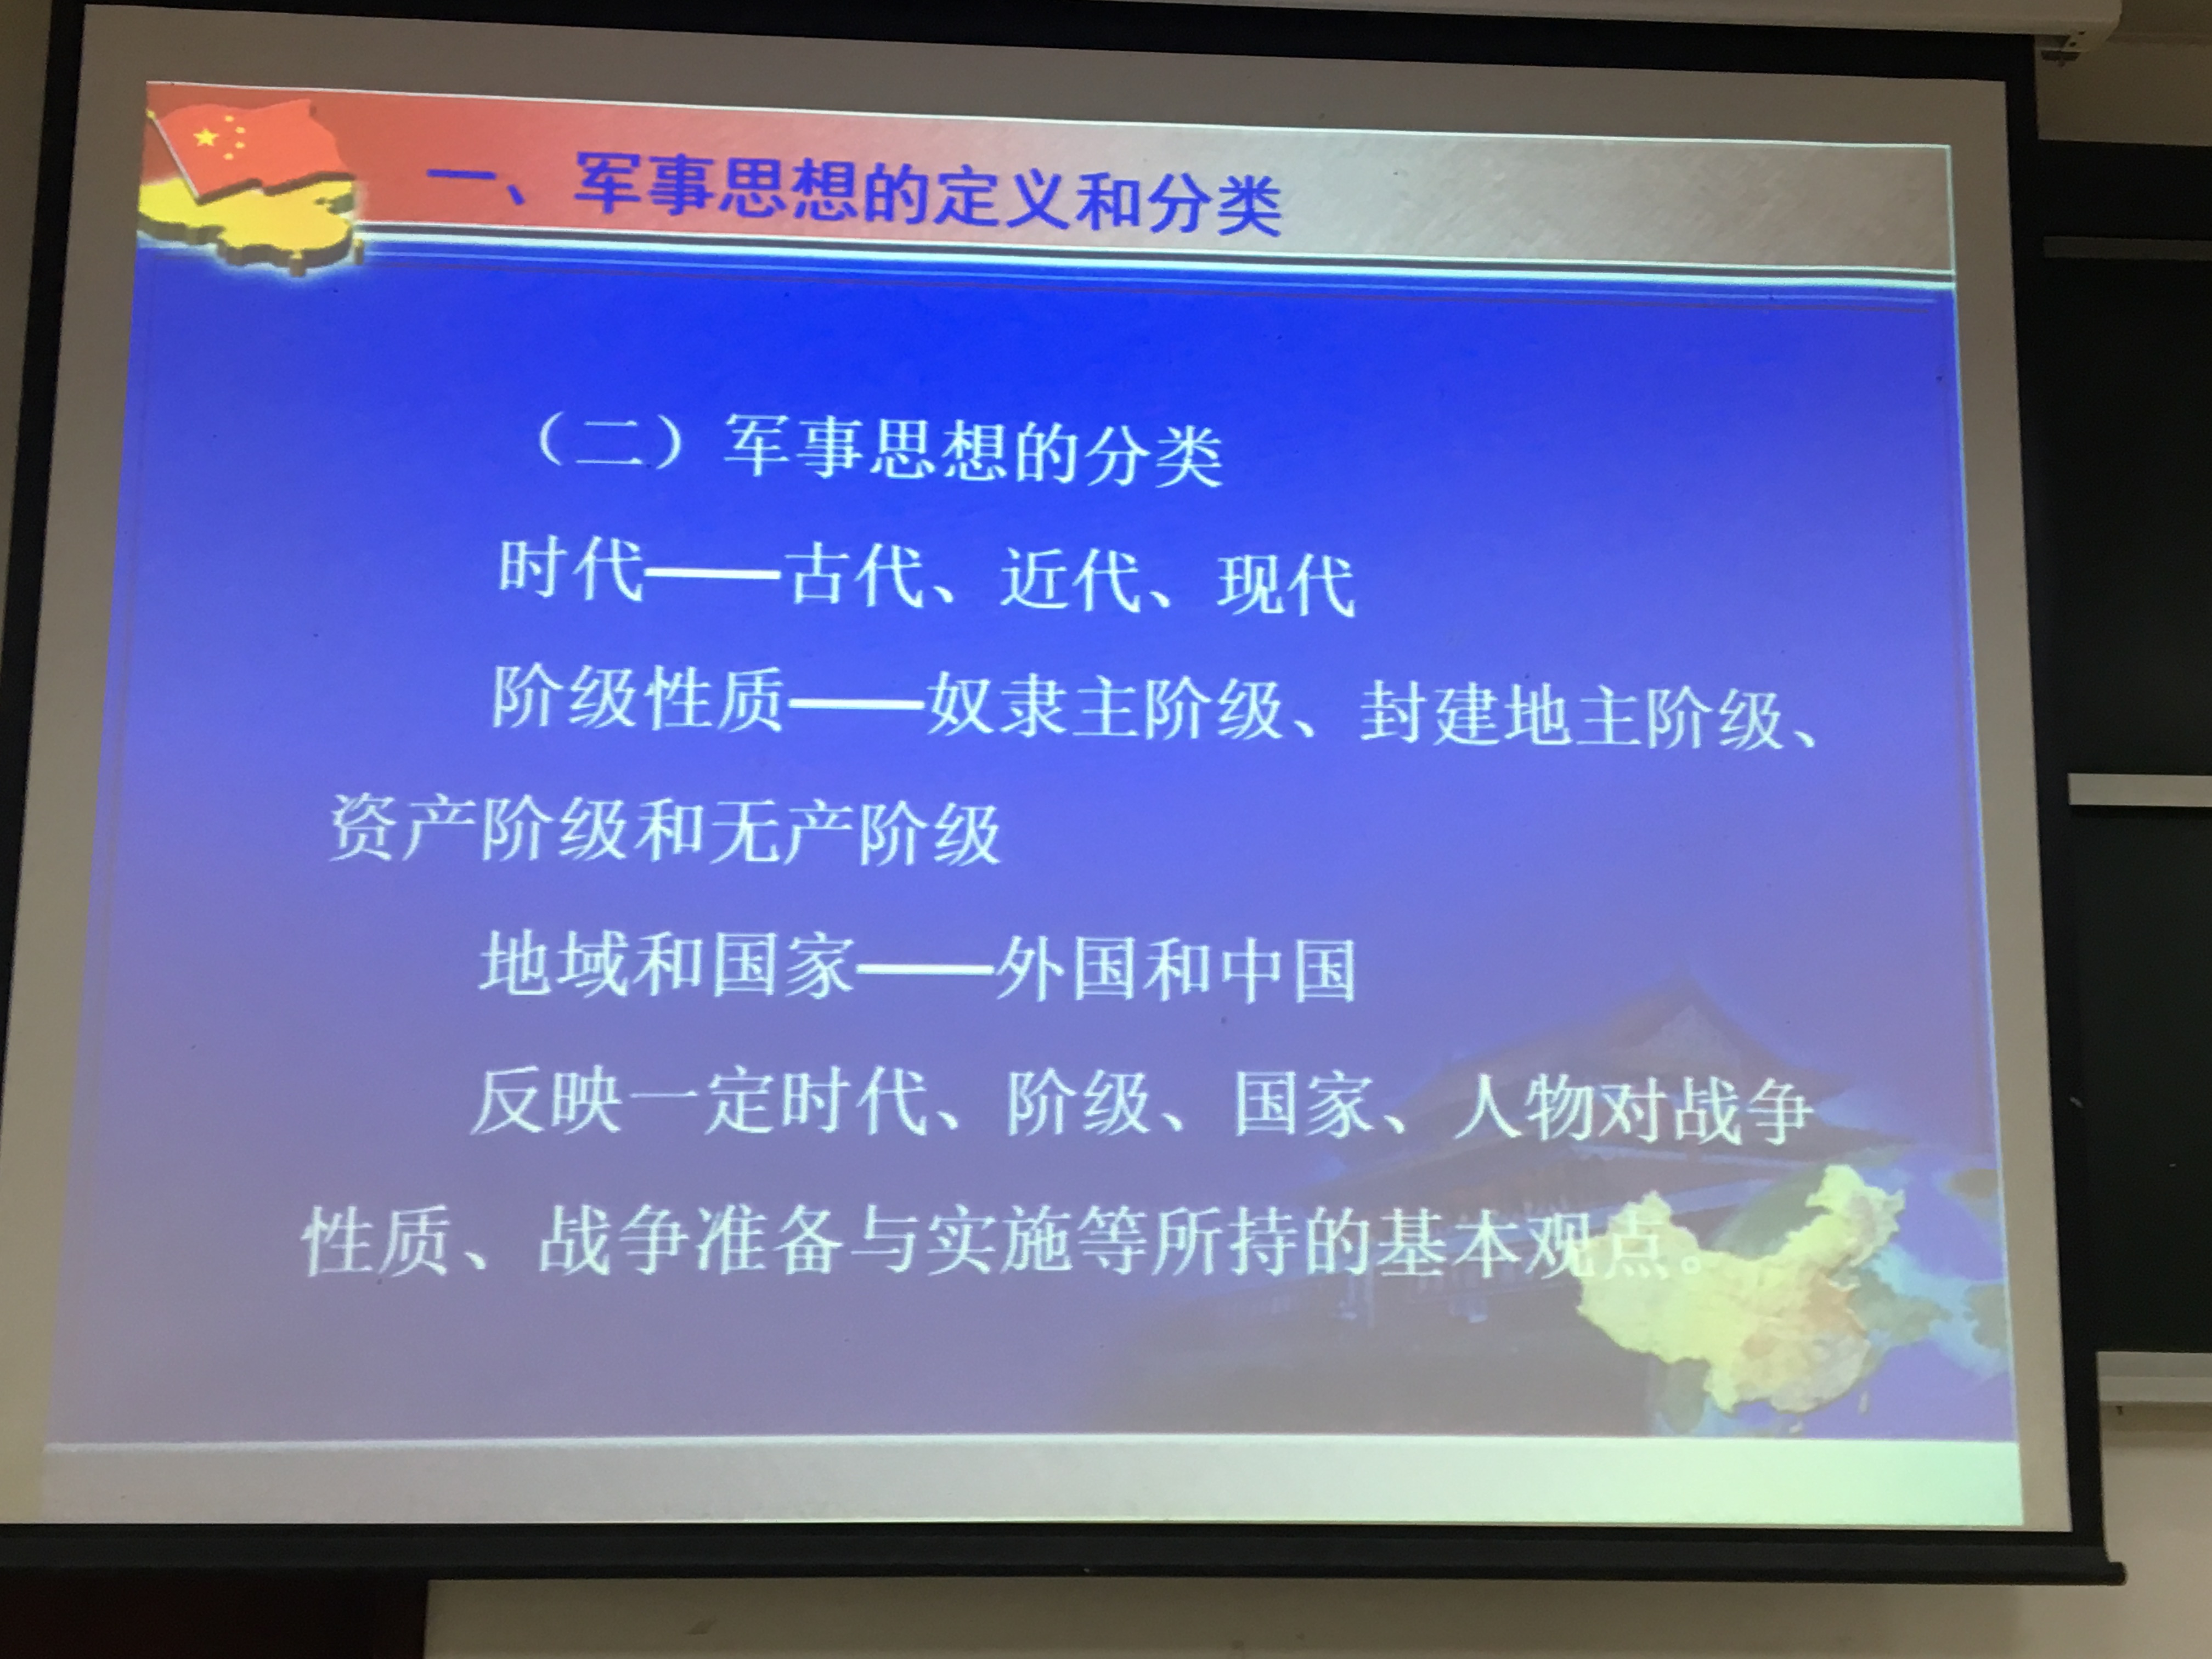 一、军事思想的定义和分类
（二）军事思想的分类
时代——古代、近代、现代
阶级性质——奴隶主阶级、封建地主阶级、
资产阶级和无产阶级
地域和国家——外国和中国
反映一定时代、阶级、国家、人物对战争
性质、战争准备与实施等所持的基本观点。